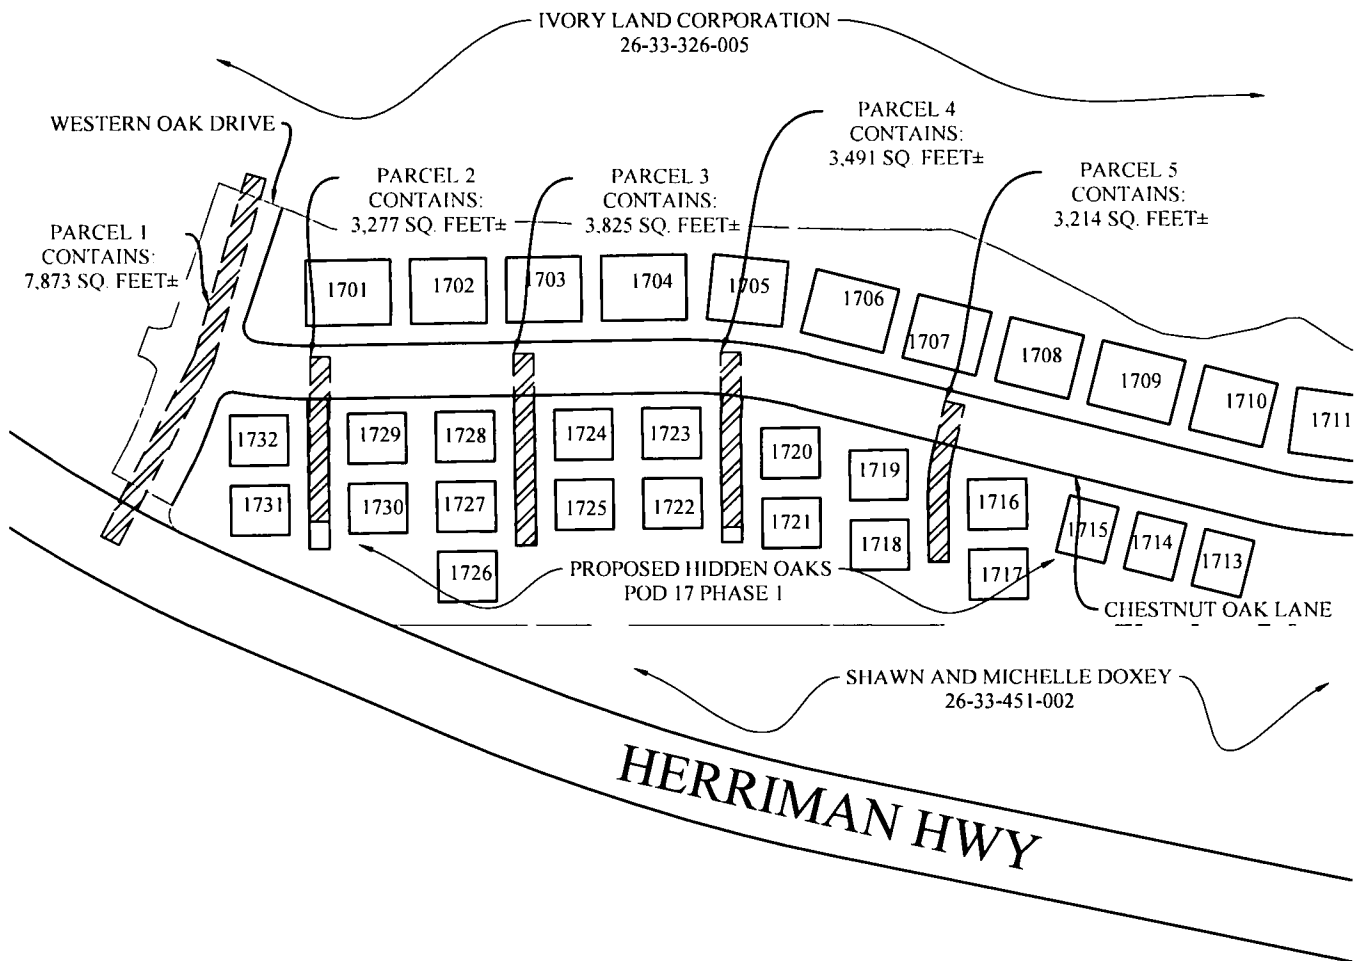 IVORY LAND CORPORATION
26-33-326-005
WESTERN OAK DRIVE
PARCEL 4
CONTAINS:
3,491 SQ. FEET±
PARCEL 2
CONTAINS:
3,277 SQ. FEET±
PARCEL 3
CONTAINS:
3,825 SQ. FEET±
PARCEL 5
CONTAINS:
3,214 SQ. FEET±
PARCEL 1
CONTAINS:
7,873 SQ. FEET±
1701
1702
1703
1704
1705
1706
1707
1708
1709
1710
1711
1732
1729
1728
1724
1723
1720
1719
1716
1731
1730
1727
1725
1722
1721
1718
1717
1715
1714
1713
1726
PROPOSED HIDDEN OAKS
POD 17 PHASE 1
CHESTNUT OAK LANE
SHAWN AND MICHELLE DOXEY
26-33-451-002
HERRIMAN HWY